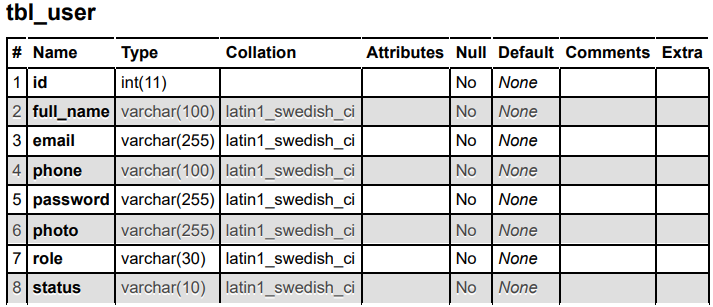 tbl_user
# Name Type Collation Attributes Null Default Comments Extra
1 id int(11) No None
2 full_name varchar(100) latin1_swedish_ci No None
3 email varchar(255) latin1_swedish_ci No None
4 phone varchar(100) latin1_swedish_ci No None
5 password varchar(255) latin1_swedish_ci No None
6 photo varchar(255) latin1_swedish_ci No None
7 role varchar(30) latin1_swedish_ci No None
8 status varchar(10) latin1_swedish_ci No None